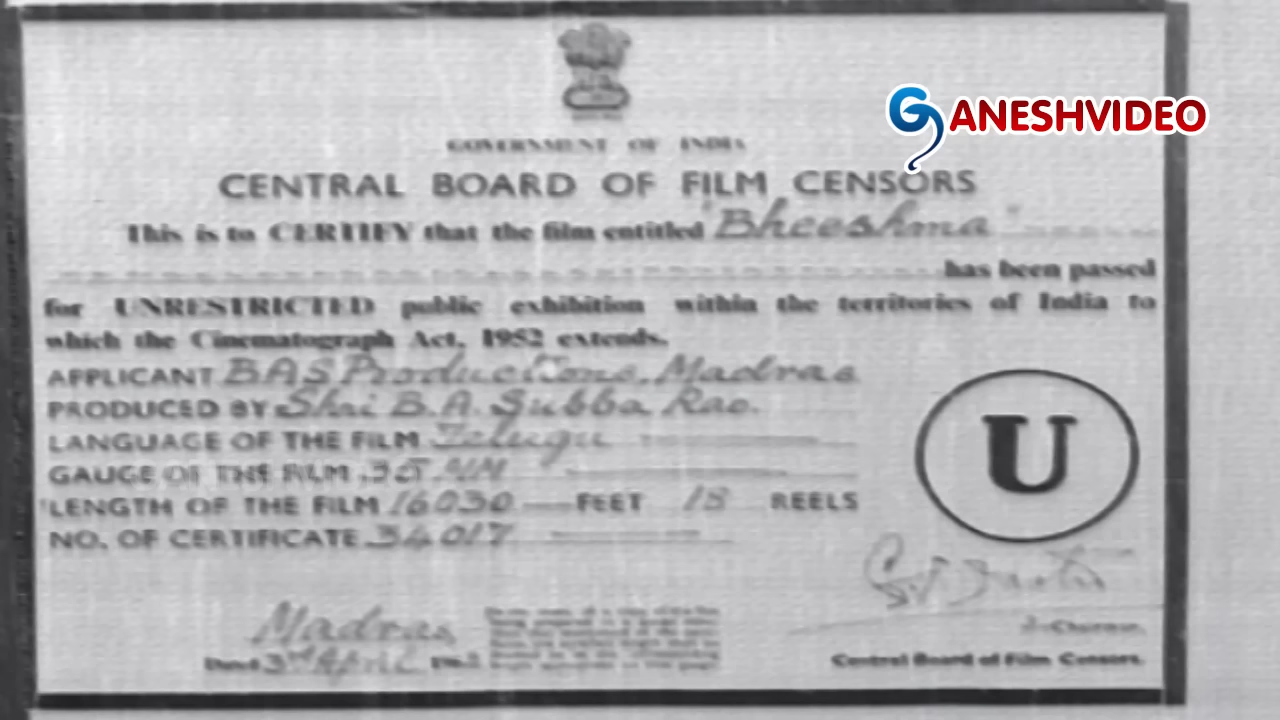 GANESHVIDEO
GOVERNMENT OF INDIA
CENTRAL BOARD OF FILM CENSORS
This is to CERTIFY that the film entitled "Bheeshma"
has been passed
for UNRESTRICTED public exhibition within the territories of India to
which the Cinematograph Act, 1952 extends.
APPLICANT BAS Productions, Madras
PRODUCED BY Shri B.A. Subba Rao.
LANGUAGE OF THE FILM Telugu
GAUGE OF THE FILM 35 MM
LENGTH OF THE FILM 16030 FEET 18 REELS
NO. OF CERTIFICATE 34017
U
Madras
Dated 3rd April
Central Board of Film Censors.